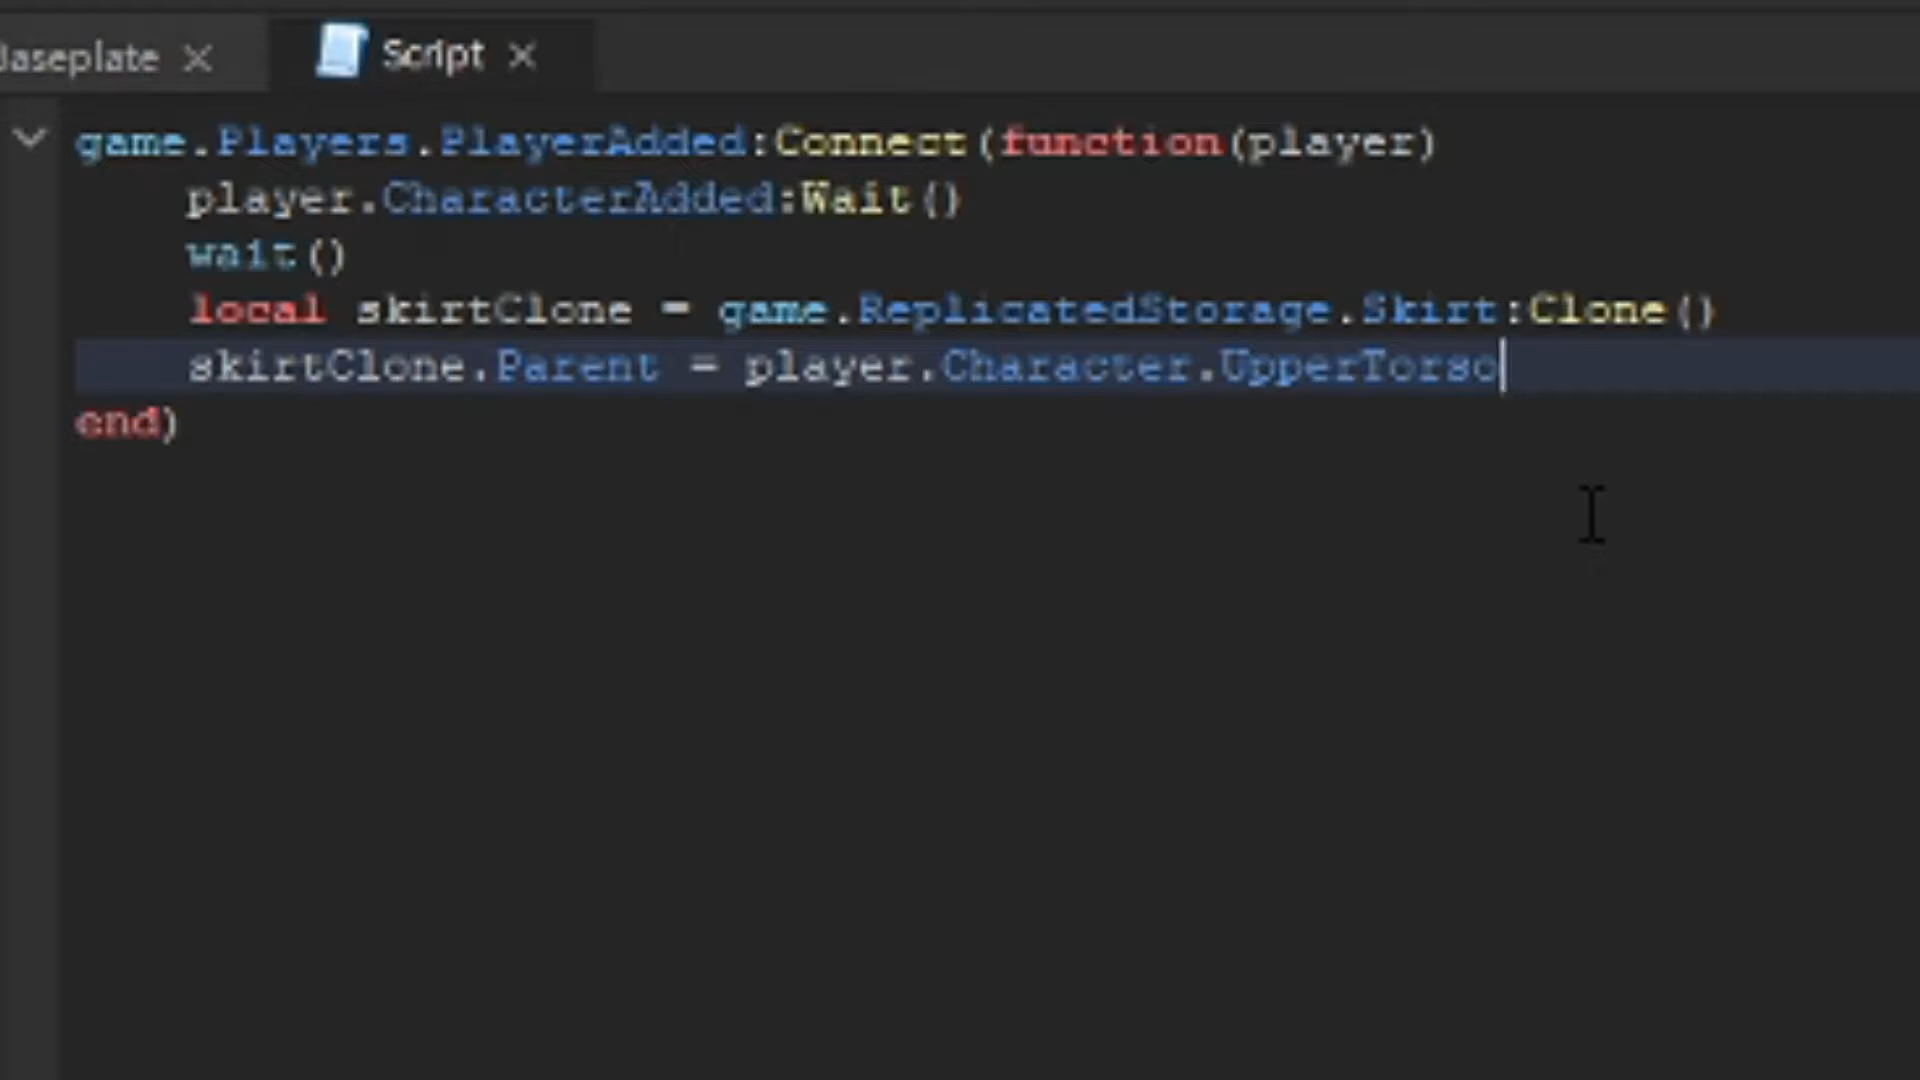 Baseplate Script
game.Players.PlayerAdded:Connect(function(player)
    player.CharacterAdded:Wait()
    wait()
    local skirtClone = game.ReplicatedStorage.Skirt:Clone()
    skirtClone.Parent = player.Character.UpperTorso
end)